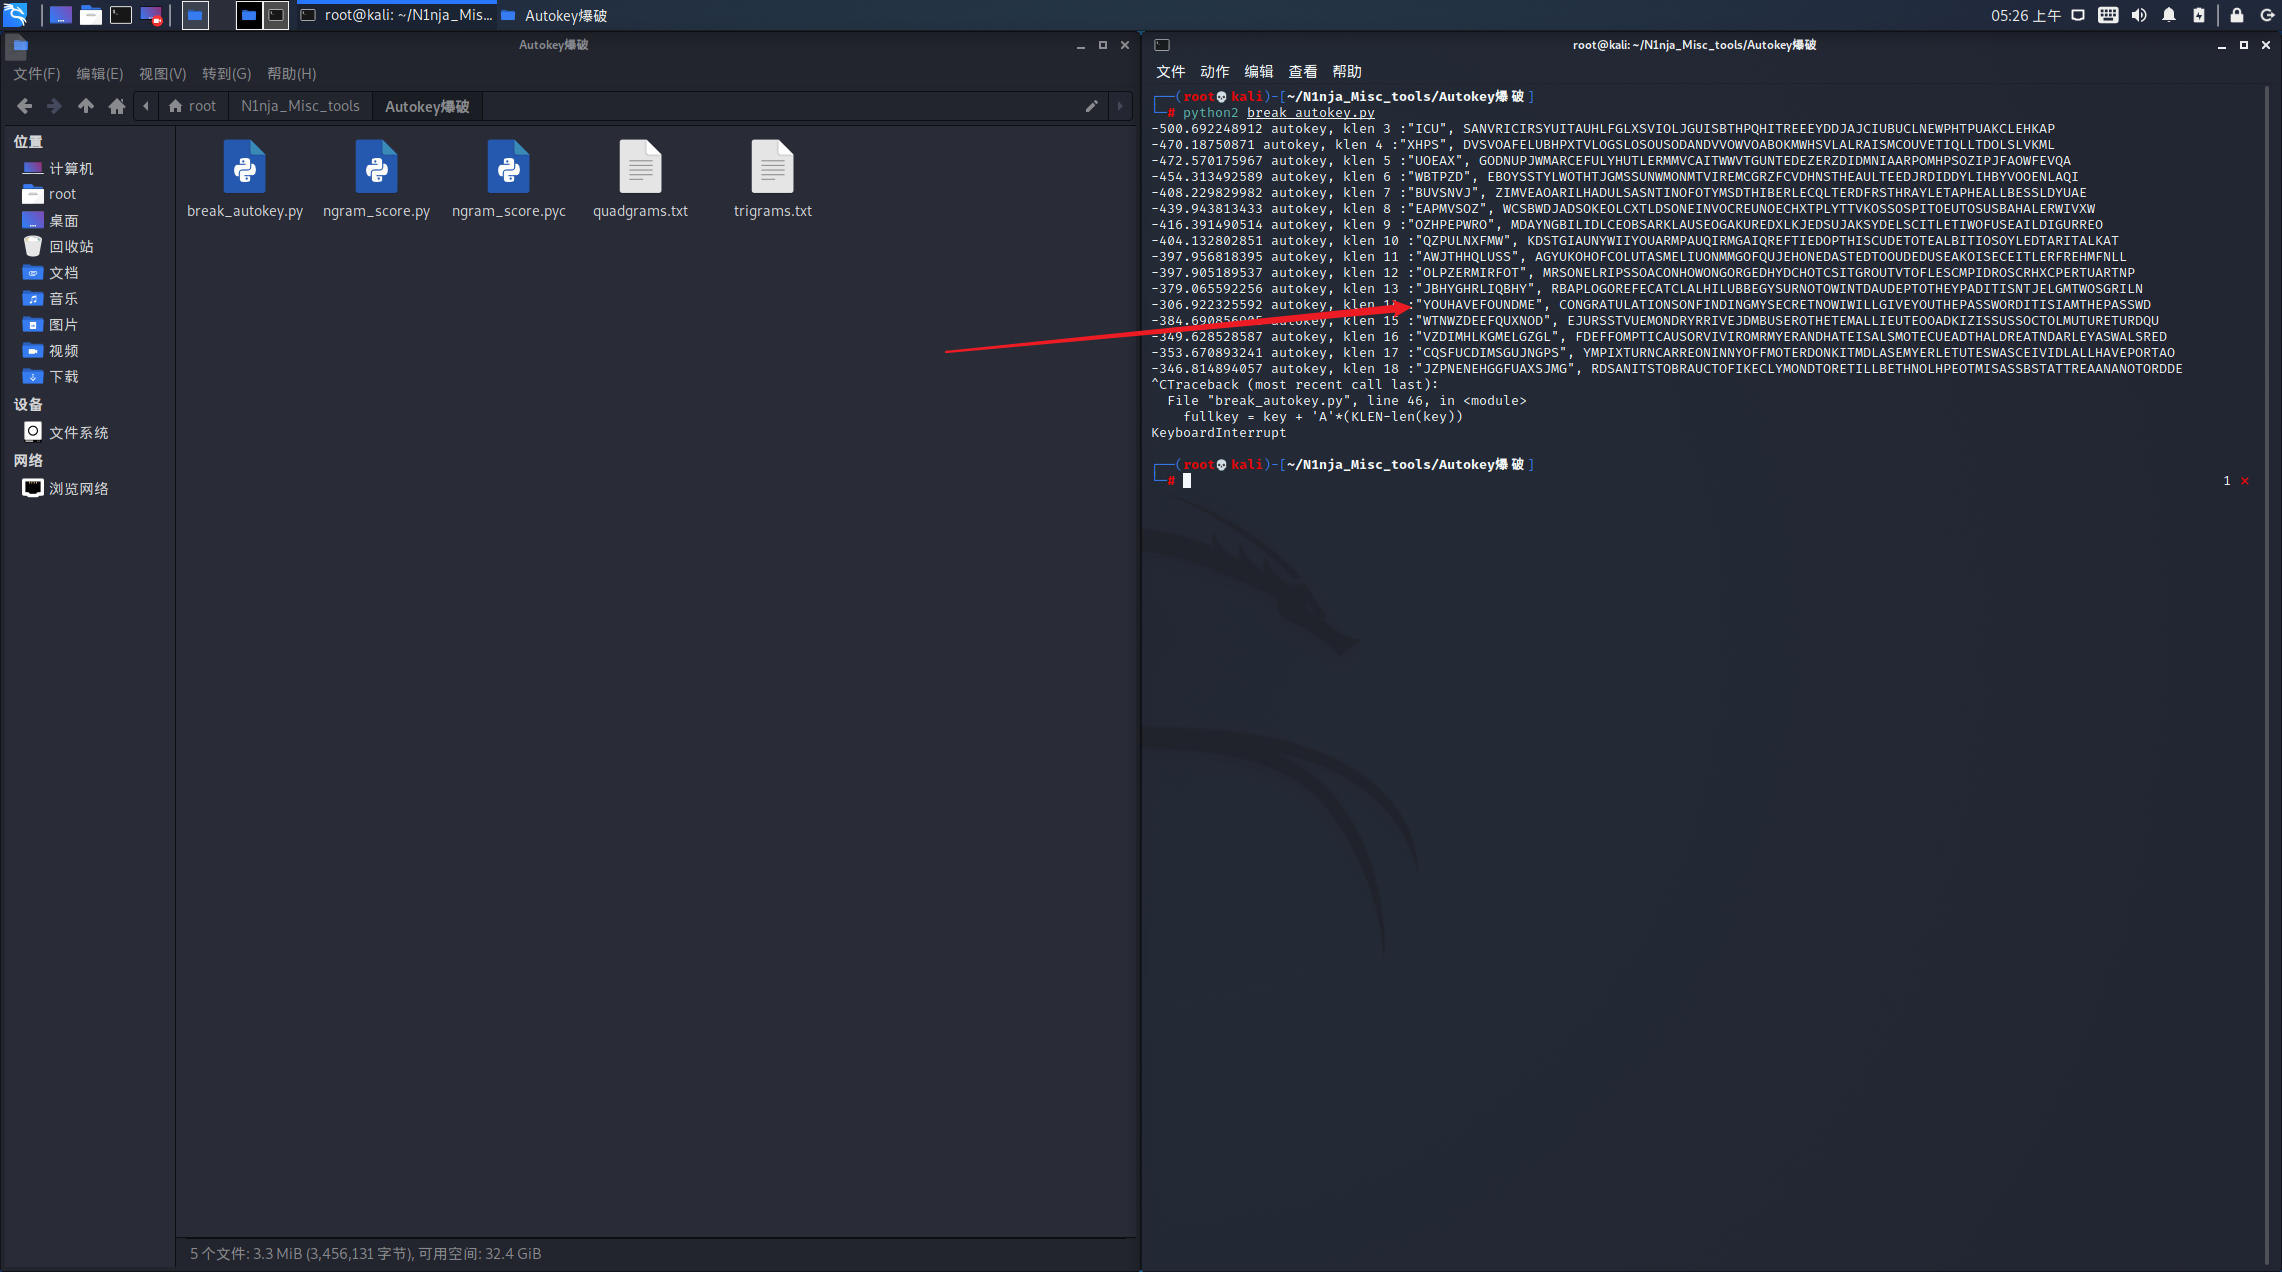 root@kali: ~/N1nja_Mis...
Autokey爆破
05:26 上午
Autokey爆破
文件(F) 编辑(E) 视图(V) 转到(G) 帮助(H)
root N1nja_Misc_tools Autokey爆破
位置
计算机
root
桌面
回收站
文档
音乐
图片
视频
下载
设备
文件系统
网络
浏览网络
break_autokey.py
ngram_score.py
ngram_score.pyc
quadgrams.txt
trigrams.txt
5 个文件: 3.3 MiB (3,456,131 字节), 可用空间: 32.4 GiB
root@kali: ~/N1nja_Misc_tools/Autokey爆破
文件 动作 编辑 查看 帮助
(root💀kali)-[~/N1nja_Misc_tools/Autokey爆破]
# python2 break_autokey.py
-500.692248912 autokey, klen 3 :"ICU", SANVRICIRSYUITAUHLFGLXSVIOLJGUISBTHPQHITREEEYDDJAJCIUBUCLNEWPHTPUAKCLEHKAP
-470.18750871 autokey, klen 4 :"XHPS", DVSVOAFELUBHPXTVLOGSLOSOUSODANDVVOWVOABOKMWHSVLALRAISMCOUVETIQLLTDOLSLVKML
-472.570175967 autokey, klen 5 :"UOEAX", GODNUPJWMARCEFULYHUTLERMMVCAITWWVTGUNTEDEZERZDIDMNIAARPOMHPSOZIPJFAOWFEVQA
-454.313492589 autokey, klen 6 :"WBTPZD", EBOYSSTYLWOTHTJGMSSUNWMONMTVIREMCGRZFCVDHNSTHEAULTEEDJRDIDDYLIHBYVOOENLAQI
-408.229829982 autokey, klen 7 :"BUVSNVJ", ZIMVEAOARILHADULSASNTINOFOTYMSDTHIBERLECQLTERDFRSTHRAYLETAPHEALLBESSLDYUAE
-439.943813433 autokey, klen 8 :"EAPMVSOZ", WCSBWDJADSOKEOLCXTLDSONEINVOCREUNOECHXTPLYTTVKOSSOSPITOEUTOSUSBAHALERWIVXW
-416.391490514 autokey, klen 9 :"OZHPEPWRO", MDAYNGBILIDLCEOBSARKLAUSEOGAKUREDXLKJEDSUJAKSYDELSCITLETIWOFUSEAILDIGURREO
-404.132802851 autokey, klen 10 :"QZPULNXFMW", KDSTGIAUNYWIIYOUARMPAUQIRMGAIQREFTIEDOPTHISCUDETOTEALBITIOSOYLEDTARITALKAT
-397.956818395 autokey, klen 11 :"AWJTHHQLUSS", AGYUKOHOFCOLUTASMELIUONMMGOFQUJEHONEDASTEDTOOUDEDUSEAKOISECEITLERFREHMFNLL
-397.905189537 autokey, klen 12 :"OLPZERMIRFOT", MRSONELRIPSSOACONHOWONGORGEDHYDCHOTCSITGROUTVTOFLESCMPIDROSCRHXCPERTUARTNP
-379.065592256 autokey, klen 13 :"JBHYGHRLIQBHY", RBAPLOGOREFECATCLALHILUBBEGYSURNOTOWINTDAUDEPTOTHEYPADITISNTJELGMTWOSGRILN
-306.922325592 autokey, klen 14 :"YOUHAVEFOUNDME", CONGRATULATIONSONFINDINGMYSECRETNOWIWILLGIVEYOUTHEPASSWORDITISIAMTHEPASSWD
-384.690856905 autokey, klen 15 :"WTNWZDEEFQUXNOD", EJURSSTVUEMONDRYRRIVEJDMBUSEROTHETEMALLIEUTEOOADKIZISSUSSOCTOLMUTURETURDQU
-349.628528587 autokey, klen 16 :"VZDIMHLKGMELGZGL", FDEFFOMPTICAUSORVIVIROMRMYERANDHATEISALSMOTECUEADTHALDREATNDARLEYASWALSRED
-353.670893241 autokey, klen 17 :"CQSFUCDIMSGUJNGPS", YMPIXTURNCARREONINNYOFFMOTERDONKITMDLASEMYERLETUTESWASCEIVIDLALLHAVEPORTAO
-346.814894057 autokey, klen 18 :"JZPNENEHGGFUAXSJMG", RDSANITSTOBRAUCTOFIKECLYMONDTORETILLBETHNOLHPEOTMISASSBSTATTREAANANOTORDDE
^CTraceback (most recent call last):
  File "break_autokey.py", line 46, in <module>
    fullkey = key + 'A'*(KLEN-len(key))
KeyboardInterrupt
(root💀kali)-[~/N1nja_Misc_tools/Autokey爆破]
#
1 ×